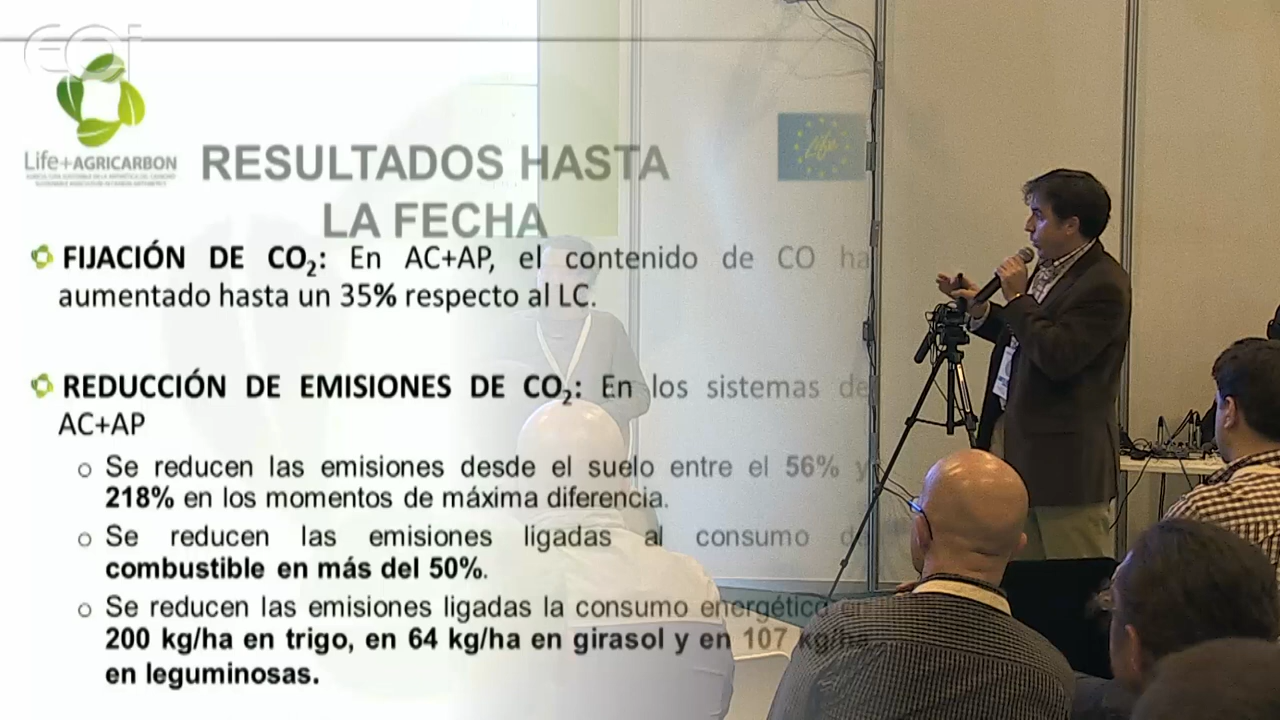 eoi
Life+AGRICARBON
RESULTADOS HASTA
LA FECHA
Life
FIJACIÓN DE CO₂: En AC+AP, el contenido de CO ha
aumentado hasta un 35% respecto al LC.
REDUCCIÓN DE EMISIONES DE CO₂: En los sistemas de
AC+AP
o Se reducen las emisiones desde el suelo entre el 56% y
218% en los momentos de máxima diferencia.
o Se reducen las emisiones ligadas al consumo de
combustible en más del 50%.
o Se reducen las emisiones ligadas la consumo energético en
200 kg/ha en trigo, en 64 kg/ha en girasol y en 107 kg/ha
en leguminosas.